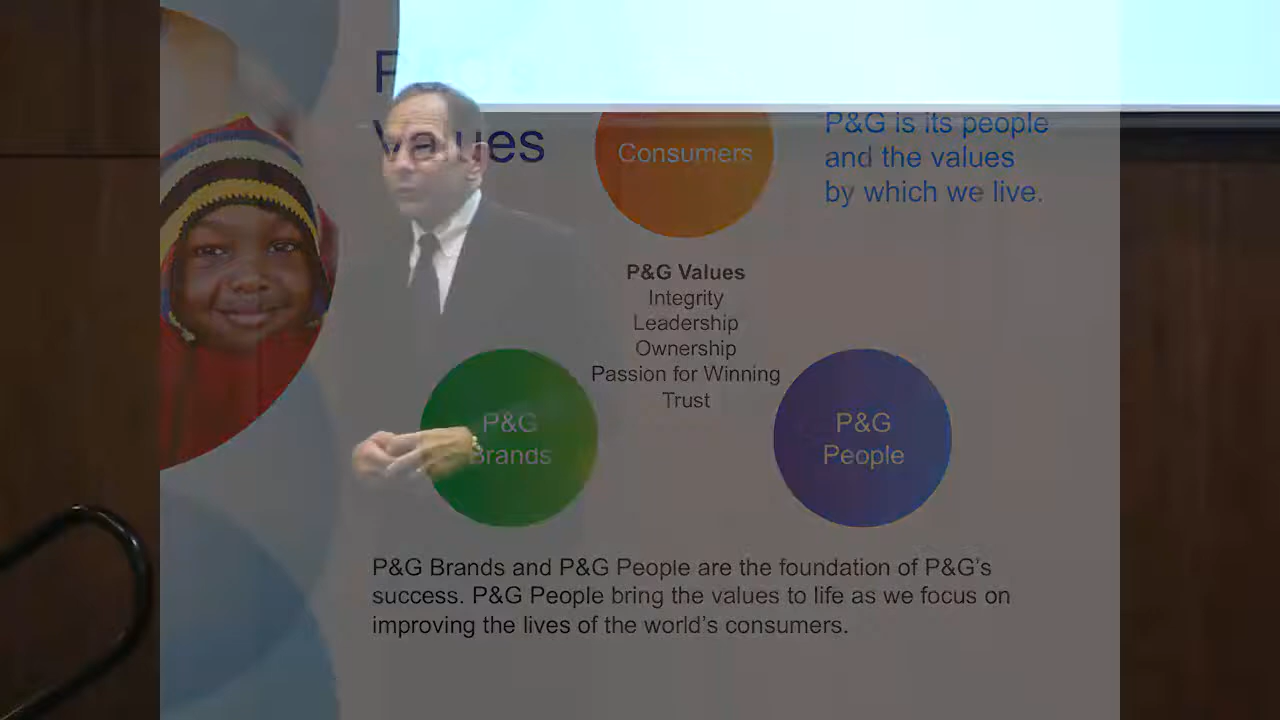 Values
Consumers
P&G is its people
and the values
by which we live.
P&G Values
Integrity
Leadership
Ownership
Passion for Winning
Trust
P&G
Brands
P&G
People
P&G Brands and P&G People are the foundation of P&G's
success. P&G People bring the values to life as we focus on
improving the lives of the world's consumers.